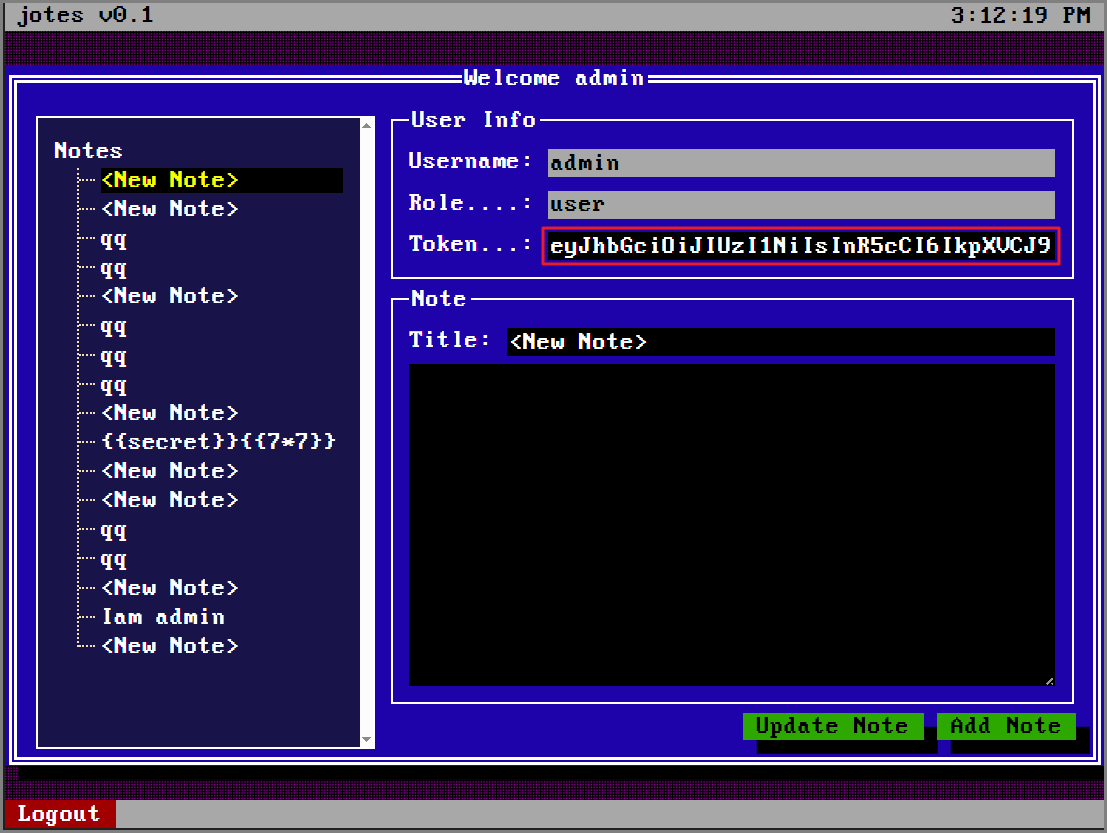 jotes v0.1
3:12:19 PM
Welcome admin
Notes
<New Note>
<New Note>
qq
qq
<New Note>
qq
qq
qq
<New Note>
{{secret}}{{7*7}}
<New Note>
<New Note>
qq
qq
<New Note>
Iam admin
<New Note>
User Info
Username: admin
Role....: user
Token...: eyJhbGciOiJIUzI1NiIsInR5cCI6IkpXVCJ9
Note
Title: <New Note>
Update Note
Add Note
Logout